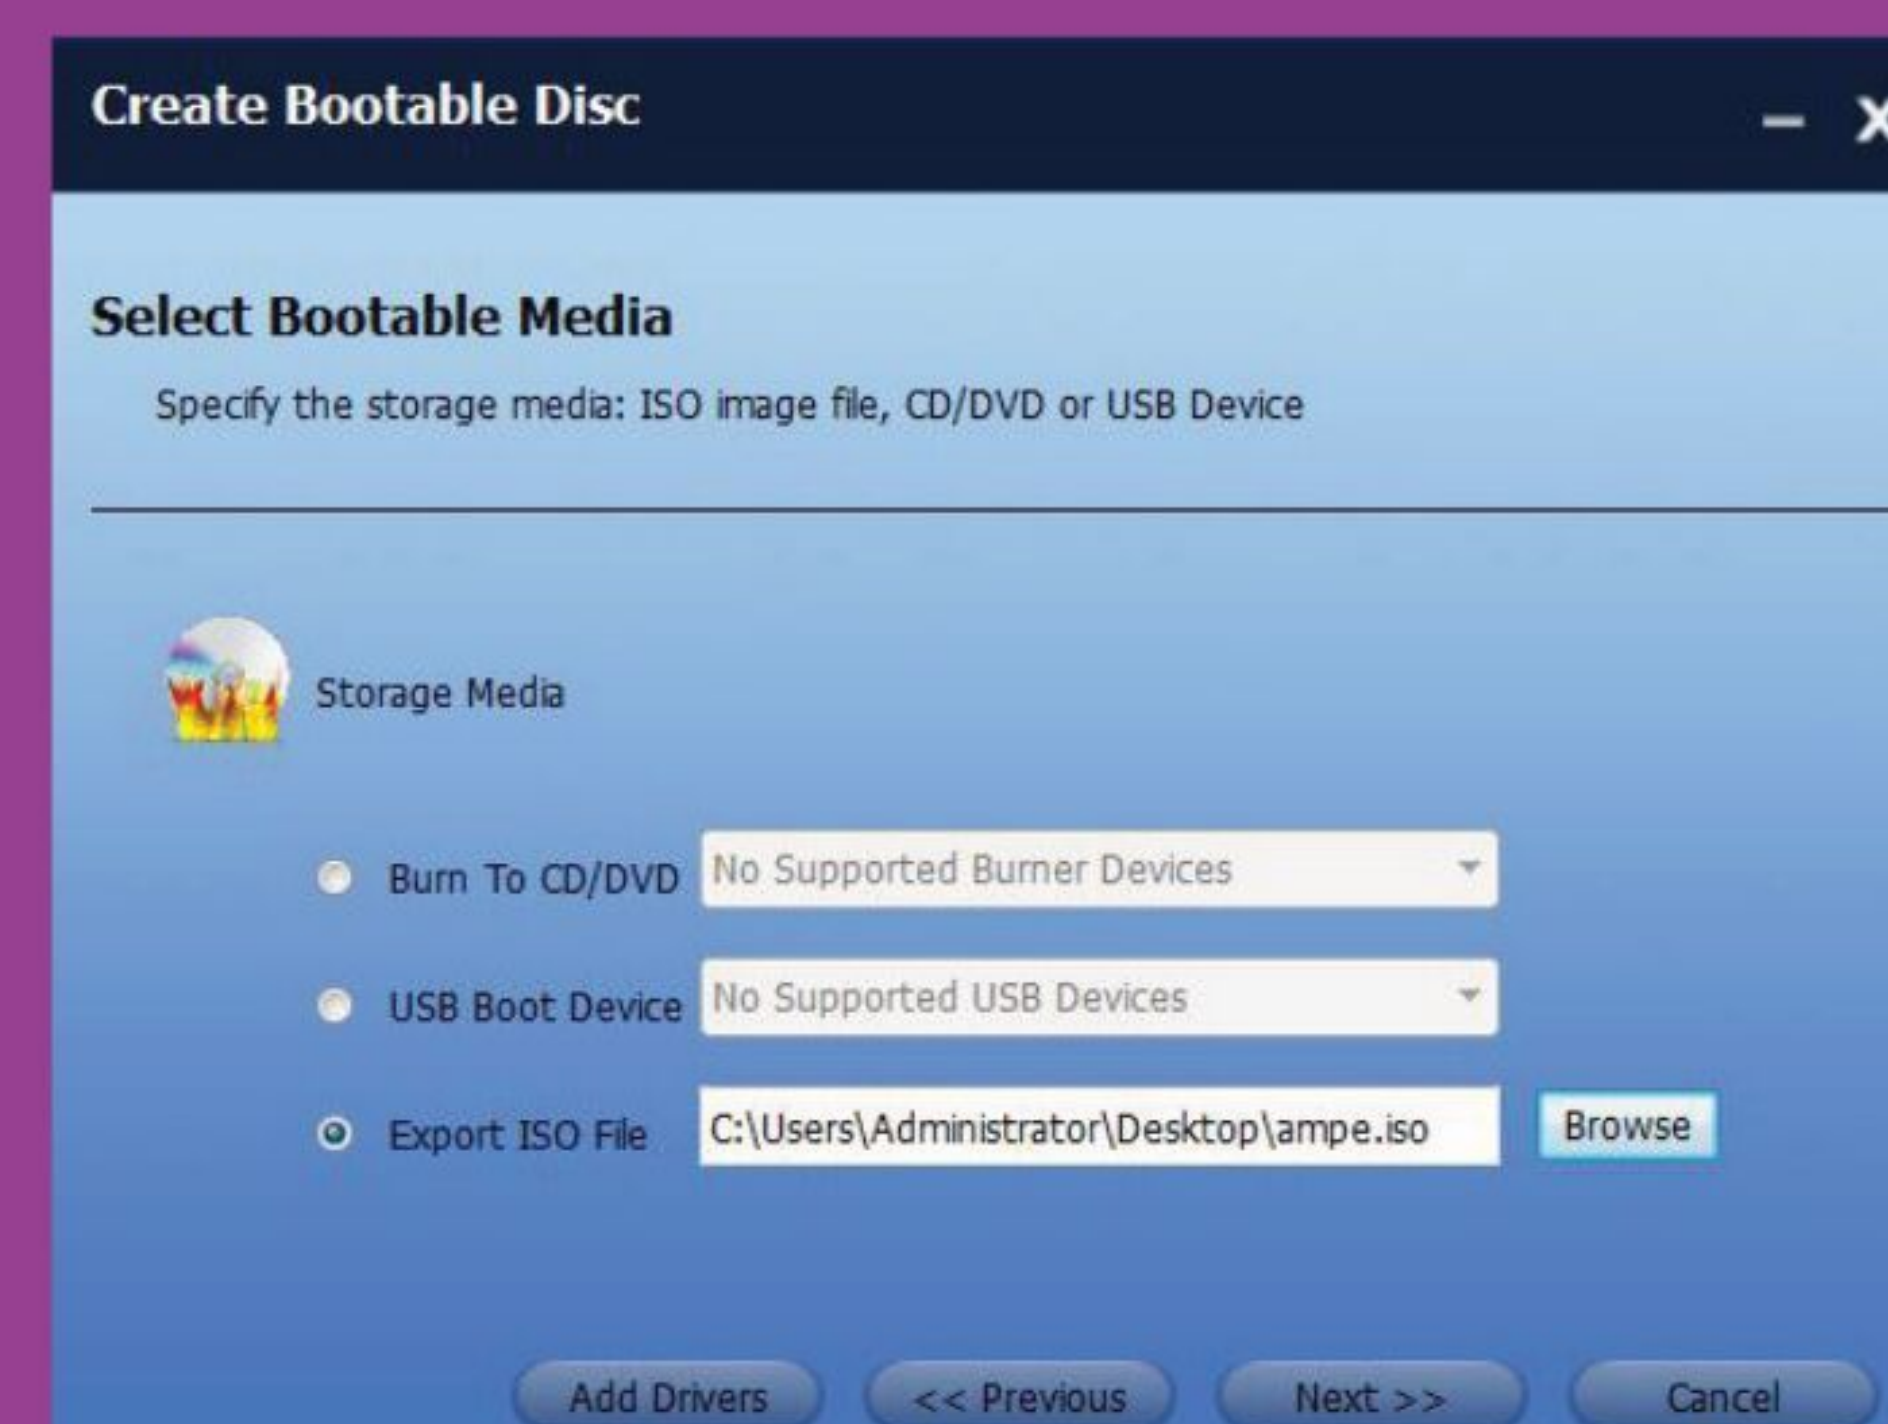 Create Bootable Disc
Select Bootable Media
Specify the storage media: ISO image file, CD/DVD or USB Device
Storage Media
Burn To CD/DVD No Supported Burner Devices
USB Boot Device No Supported USB Devices
Export ISO File C:\Users\Administrator\Desktop\ampe.iso Browse
Add Drivers << Previous Next >> Cancel